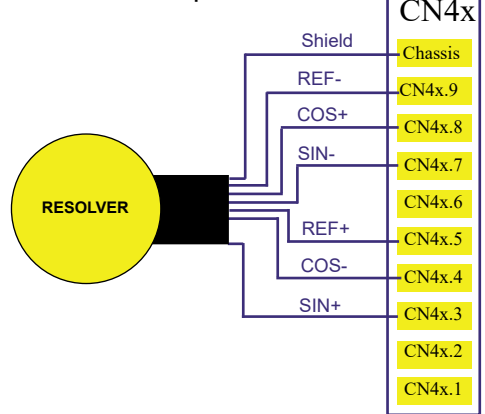 CN4x
Shield
Chassis
REF-
CN4x.9
COS+
CN4x.8
SIN-
CN4x.7
RESOLVER
CN4x.6
REF+
CN4x.5
COS-
CN4x.4
SIN+
CN4x.3
CN4x.2
CN4x.1